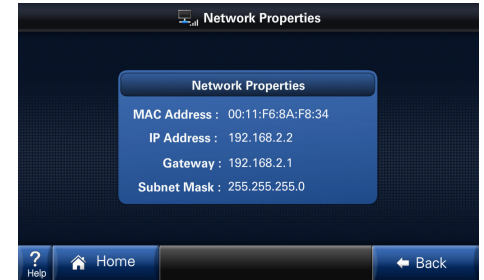 Network Properties
Network Properties
MAC Address : 00:11:F6:8A:F8:34
IP Address : 192.168.2.2
Gateway : 192.168.2.1
Subnet Mask : 255.255.255.0
? Help Home Back